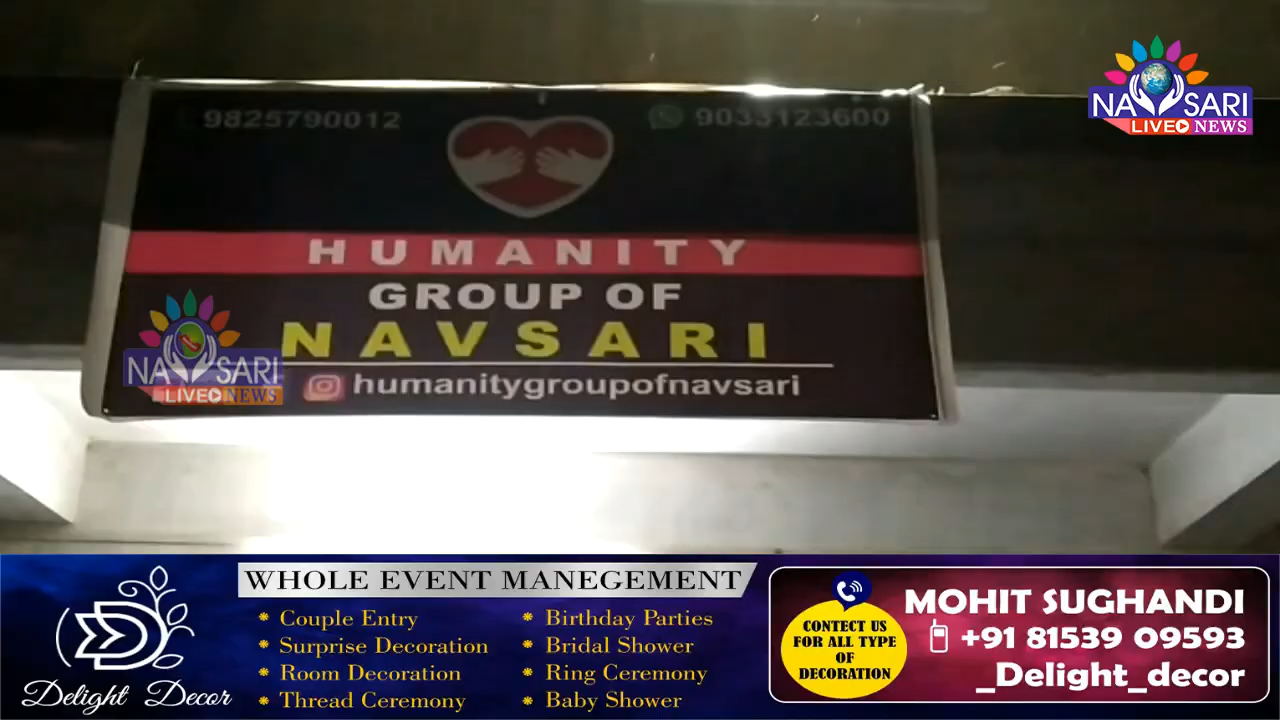 9825790012
9033123600
HUMANITY
GROUP OF
NAVSARI
humanitygroupofnavsari
NAVSARI
LIVE NEWS
NAVSARI
LIVE NEWS
Delight Decor
WHOLE EVENT MANEGEMENT
Couple Entry
Surprise Decoration
Room Decoration
Thread Ceremony
Birthday Parties
Bridal Shower
Ring Ceremony
Baby Shower
CONTECT US
FOR ALL TYPE
OF
DECORATION
MOHIT SUGHANDI
+91 81539 09593
_Delight_decor